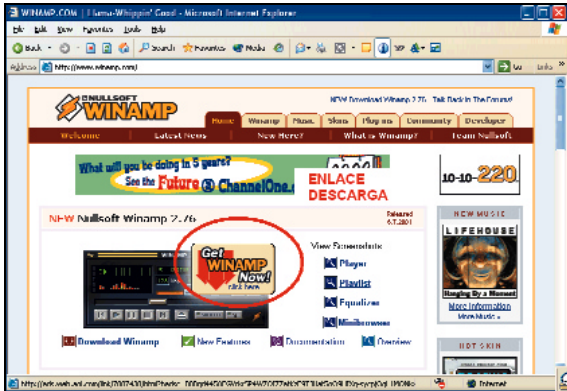 WINAMP.COM | Llama-Whippin' Good - Microsoft Internet Explorer
File Edit View Favorites Tools Help
Back Search Favorites Media
Address http://www.winamp.com/ Go Links »
NULLSOFT
WINAMP
NEW Download Winamp 2.76 Talk Back in The Forums!
Home Winamp Music Skins Plug-ins Community Developer
Welcome Latest News New Here? What is Winamp? Team Nullsoft
What will you be doing in 5 years?
See the Future @ ChannelOne.
ENLACE
DESCARGA
10-10-220
NEW Nullsoft Winamp 2.76
Released
6.7.2001
NEW MUSIC
LIFEHOUSE
Get
WINAMP
Now!
click here
View Screenshots
Player
Playlist
Equalizer
Minibrowser
Hanging By a Moment
More Information
More Music »
Download Winamp New Features Documentation Overview
HOT SKIN
Internet